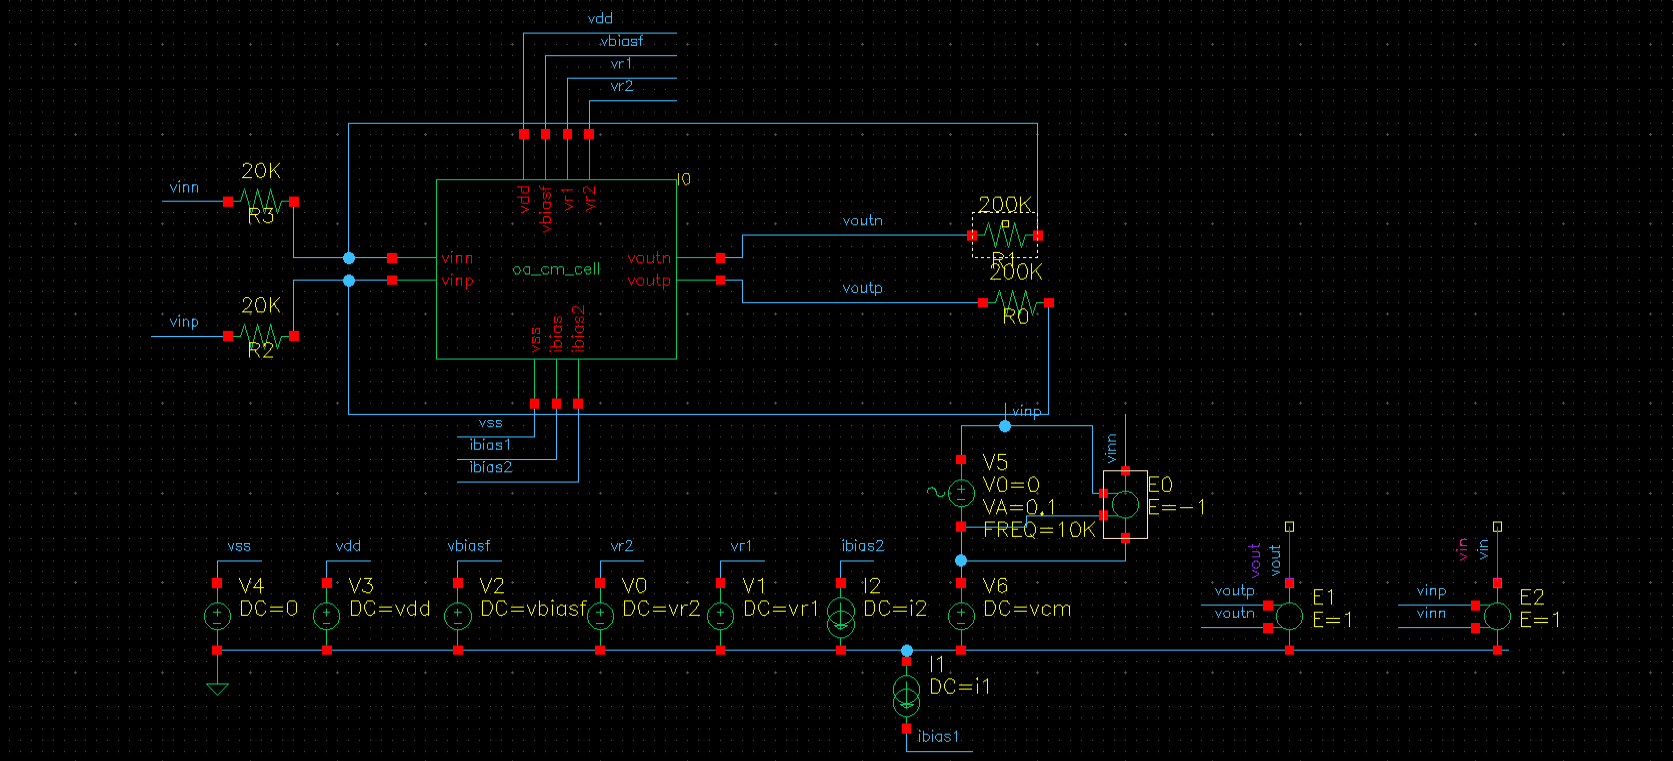 vdd
vbiasf
vr1
vr2
20K
vinn
R3
I0
vdd
vbiasf
vr1
vr2
200K
voutn
R1
vinn
voutn
oa_cm_cell
vinp
voutp
200K
voutp
R0
20K
vinp
R2
vss
ibias
ibias2
vss
ibias1
ibias2
vinp
vinn
V5
V0=0
VA=0.1
FREQ=10K
E0
E=-1
vss
vdd
vbiasf
vr2
vr1
ibias2
vout
vout
vin
vin
V4
DC=0
V3
DC=vdd
V2
DC=vbiasf
V0
DC=vr2
V1
DC=vr1
I2
DC=i2
V6
DC=vcm
voutp
voutn
E1
E=1
vinp
vinn
E2
E=1
I1
DC=i1
ibias1